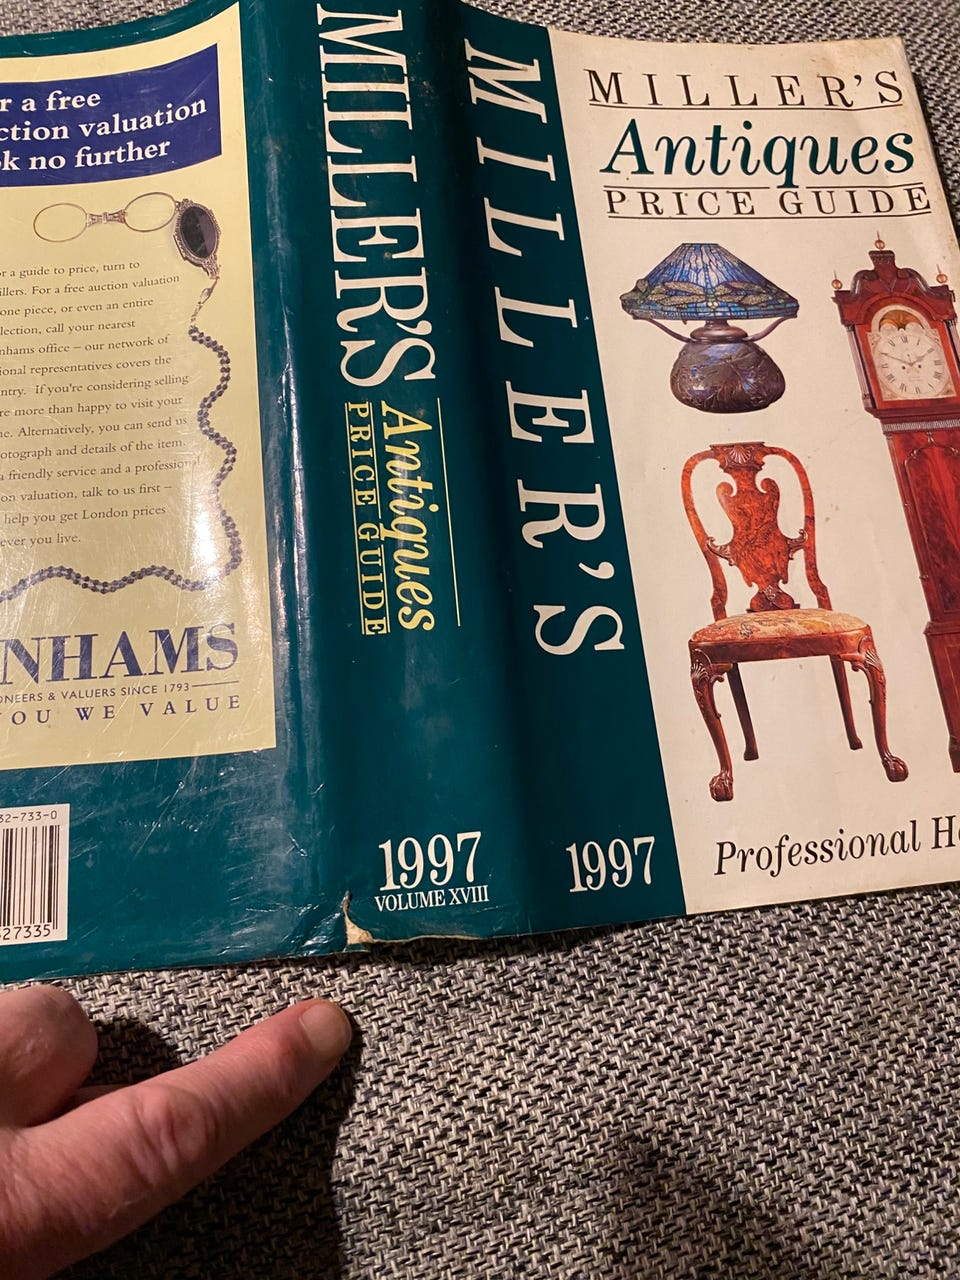 r a free
ction valuation
ok no further
or a guide to price, turn to
illers. For a free auction valuation
one piece, or even an entire
llection, call your nearest
nhams office – our network of
ional representatives covers the
ntry. If you're considering selling
re more than happy to visit your
ne. Alternatively, you can send us
otograph and details of the item.
a friendly service and a professional
on valuation, talk to us first –
help you get London prices
ever you live.
NHAMS
ONEERS & VALUERS SINCE 1793
YOU WE VALUE
32-733-0
27335
MILLER'S
Antiques
PRICE GUIDE
1997
VOLUME XVIII
MILLER'S
1997
MILLER'S
Antiques
PRICE GUIDE
Professional H